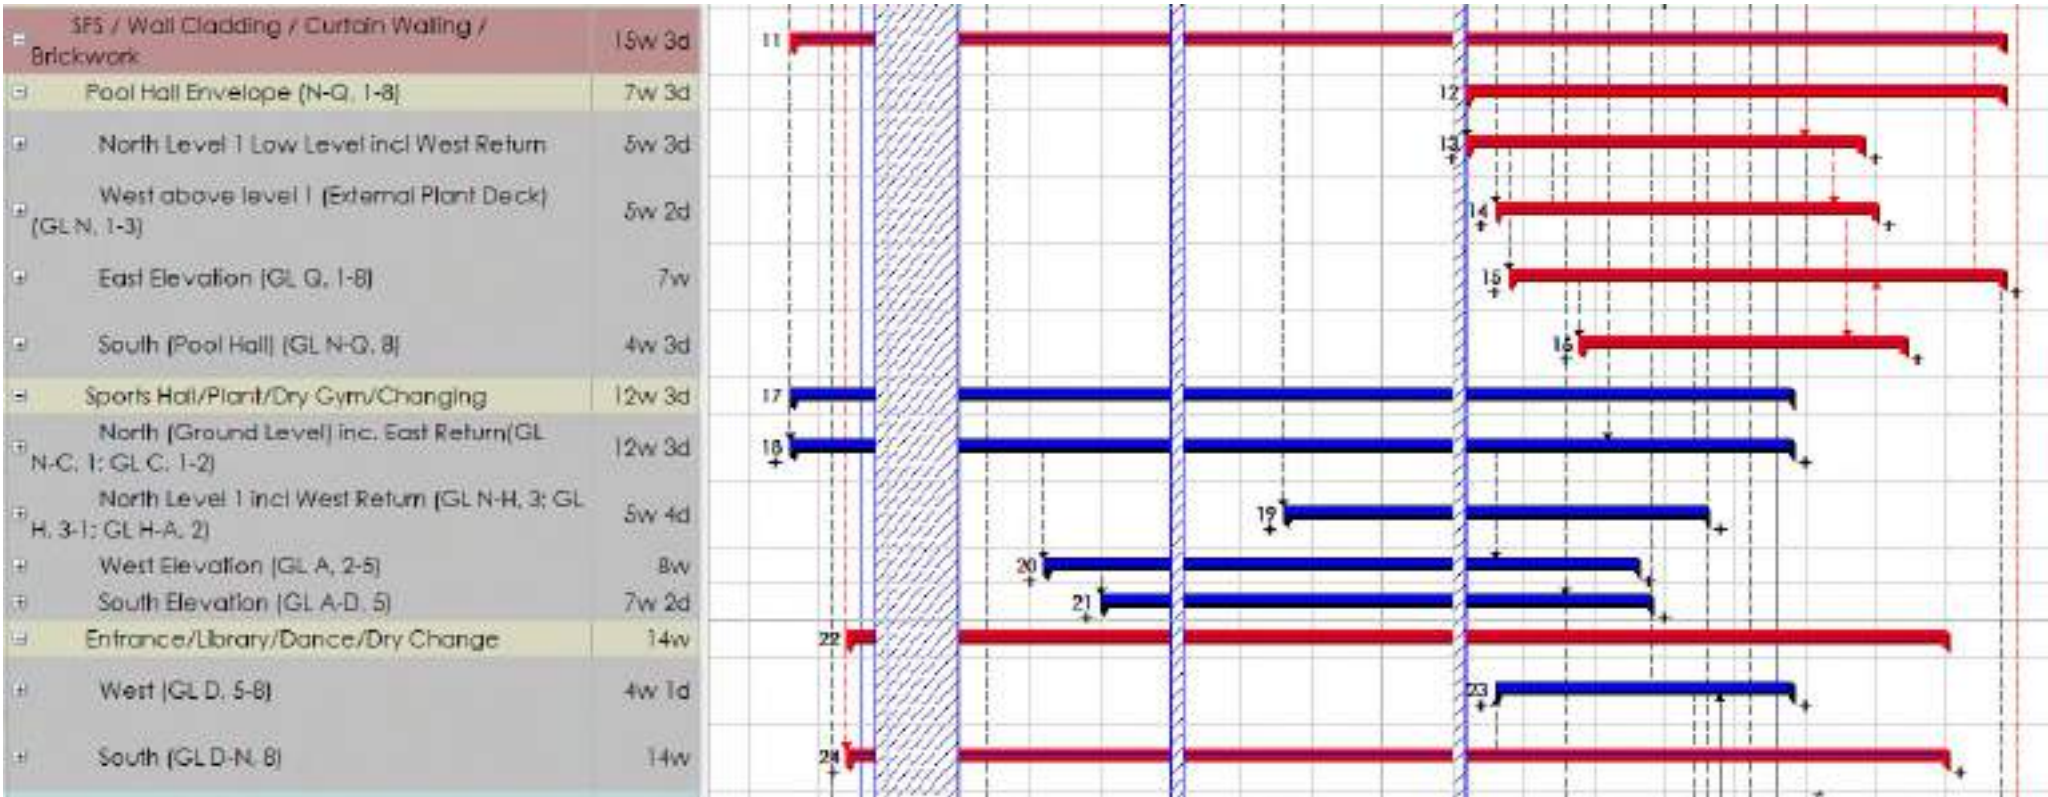 SFS / Wall Cladding / Curtain Walling /
Brickwork
15w 3d
11
Pool Hall Envelope (N-Q, 1-8)
7w 3d
12
North Level 1 Low Level incl West Return
5w 3d
13
West above level 1 (External Plant Deck)
(GL N, 1-3)
5w 2d
14
East Elevation (GL Q, 1-8)
7w
15
South (Pool Hall) (GL N-Q, 8)
4w 3d
16
Sports Hall/Plant/Dry Gym/Changing
12w 3d
17
North (Ground Level) inc. East Return(GL
N-C, 1; GL C, 1-2)
12w 3d
18
North Level 1 incl West Return (GL N-H, 3; GL
H, 3-1; GL H-A, 2)
5w 4d
19
West Elevation (GL A, 2-5)
8w
20
South Elevation (GL A-D, 5)
7w 2d
21
Entrance/Library/Dance/Dry Change
14w
22
West (GL D, 5-8)
4w 1d
23
South (GL D-N, 8)
14w
24